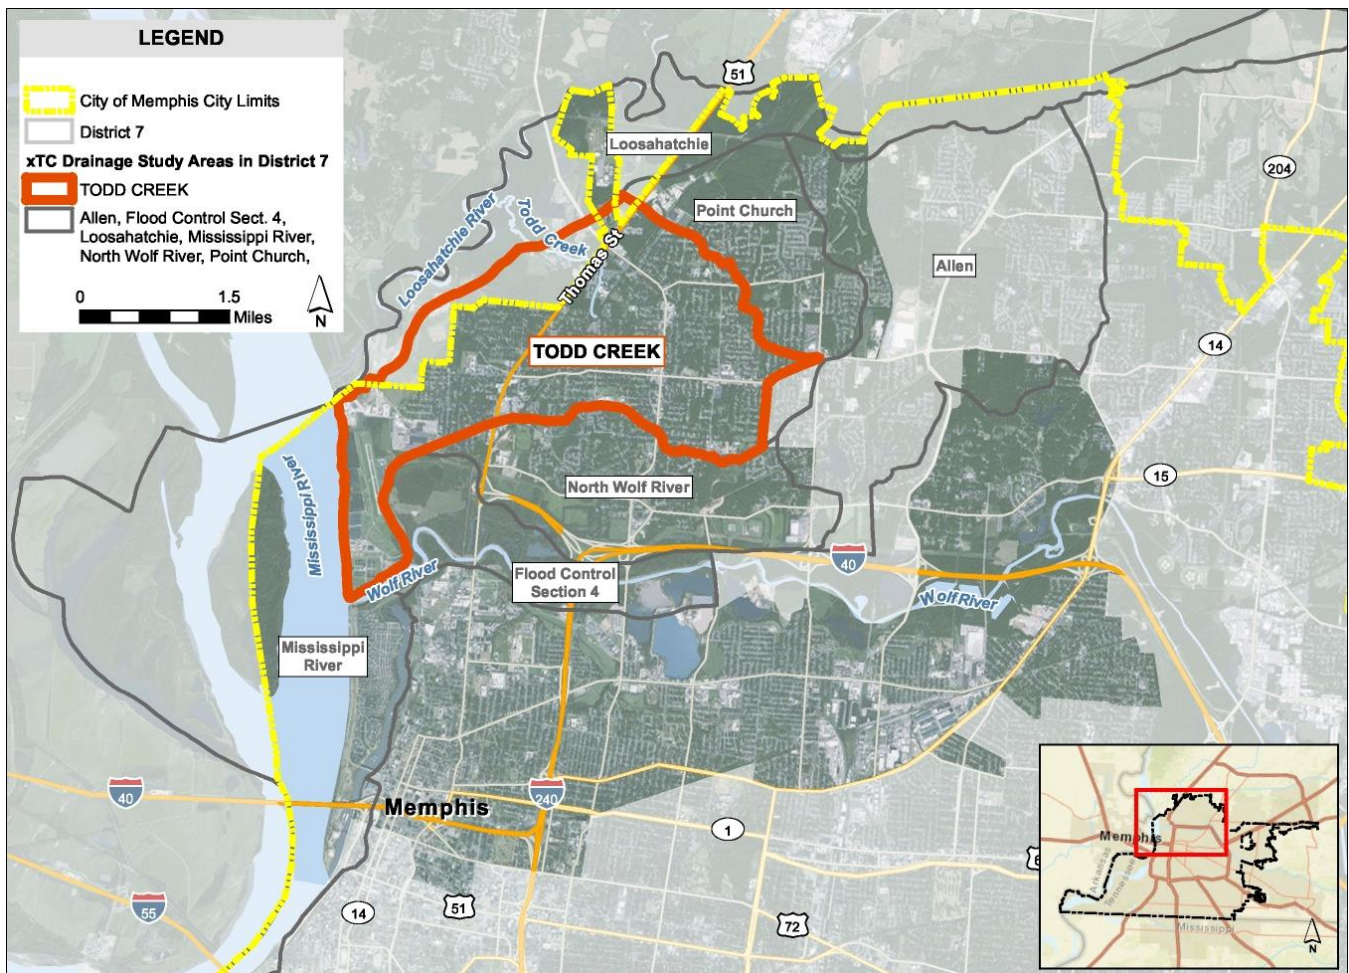 LEGEND
City of Memphis City Limits
District 7
xTC Drainage Study Areas in District 7
TODD CREEK
Allen, Flood Control Sect. 4,
Loosahatchie, Mississippi River,
North Wolf River, Point Church,
0 1.5
Miles
N
51
Loosahatchie
204
Point Church
Loosahatchie River
Todd Creek
Thomas St
Allen
14
TODD CREEK
15
North Wolf River
Mississippi River
40
Flood Control
Section 4
Wolf River
Wolf River
Mississippi
River
40
Memphis
240
1
55
14
51
72
6
Memphis
Arkansas
Tennessee
Mississippi
N